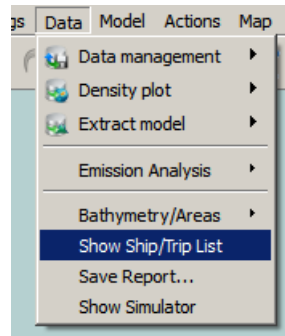 gs Data Model Actions Map
Data management
Density plot
Extract model
Emission Analysis
Bathymetry/Areas
Show Ship/Trip List
Save Report...
Show Simulator